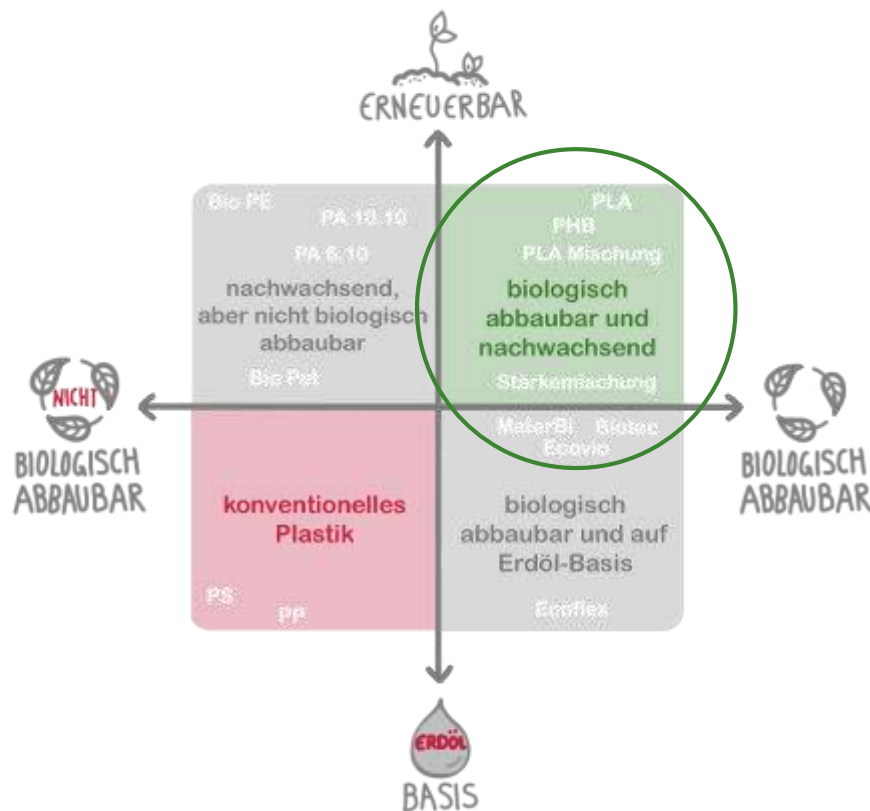 ERNEUERBAR
Bio PE
PA 10.10
PA 6.10
nachwachsend,
aber nicht biologisch
abbaubar
Bio Pet
PLA
PHB
PLA Mischung
biologisch
abbaubar und
nachwachsend
Stärkemischung
NICHT
BIOLOGISCH
ABBAUBAR
BIOLOGISCH
ABBAUBAR
konventionelles
Plastik
PS
PP
MaterBi Biotec
Ecovio
biologisch
abbaubar und auf
Erdöl-Basis
Ecoflex
ERDÖL
BASIS